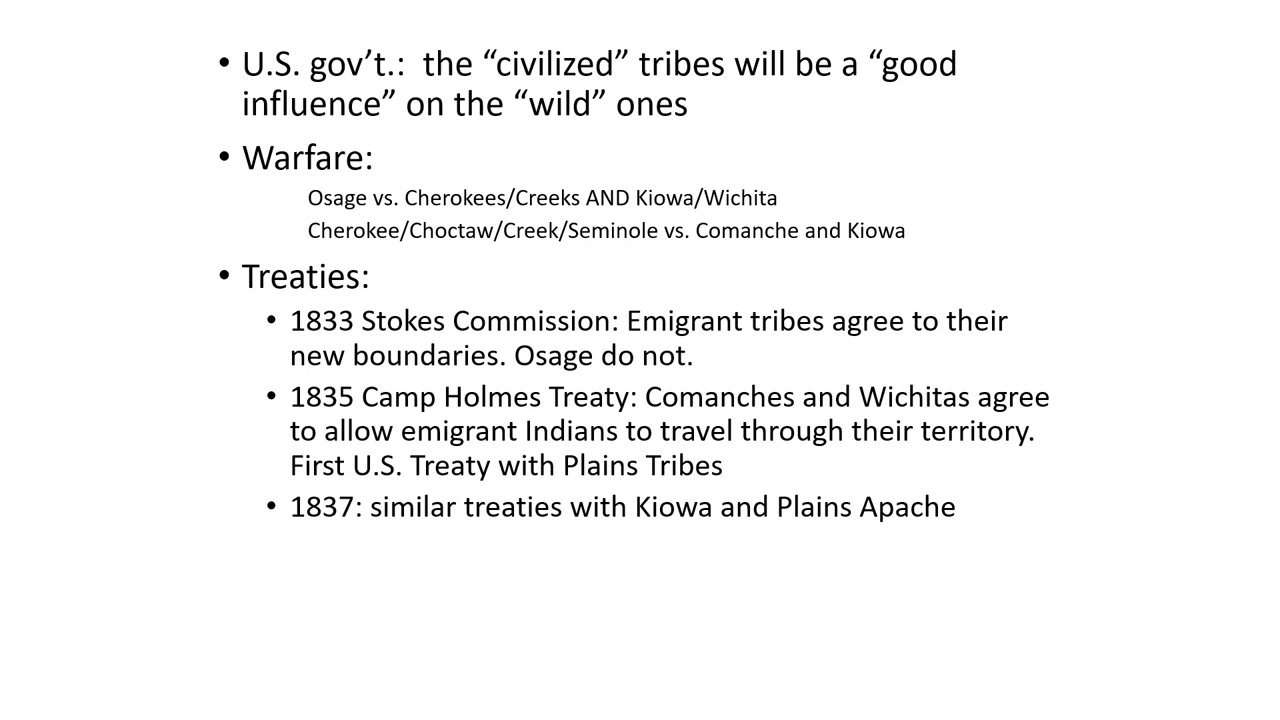 • U.S. gov’t.:  the “civilized” tribes will be a “good
influence” on the “wild” ones
• Warfare:
Osage vs. Cherokees/Creeks AND Kiowa/Wichita
Cherokee/Choctaw/Creek/Seminole vs. Comanche and Kiowa
• Treaties:
• 1833 Stokes Commission: Emigrant tribes agree to their
new boundaries. Osage do not.
• 1835 Camp Holmes Treaty: Comanches and Wichitas agree
to allow emigrant Indians to travel through their territory.
First U.S. Treaty with Plains Tribes
• 1837: similar treaties with Kiowa and Plains Apache